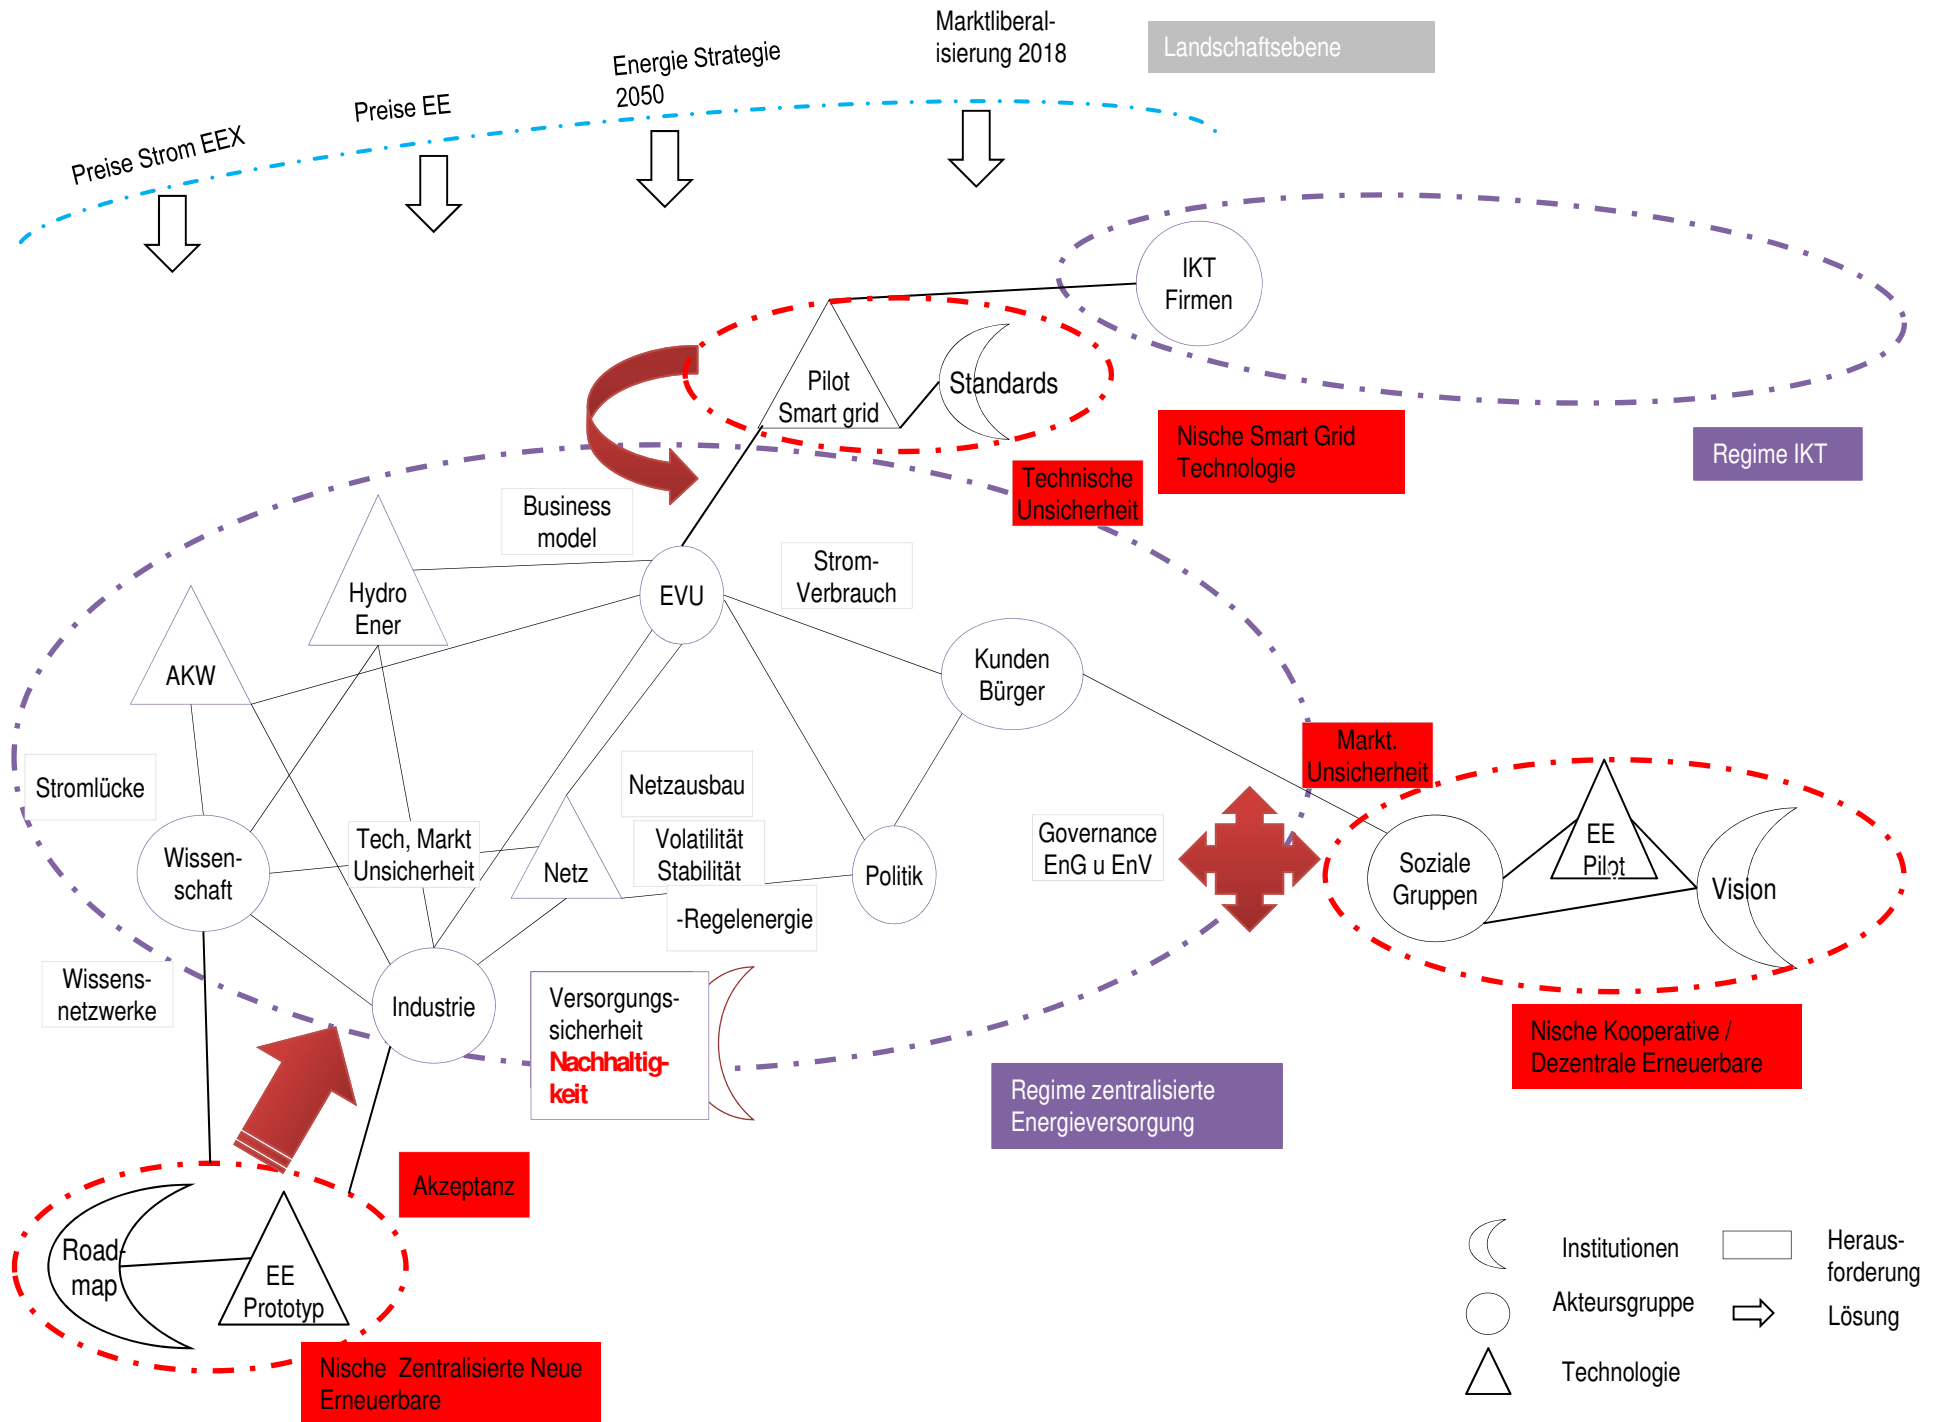 Marktliberal-
isierung 2018
Landschaftsebene
Energie Strategie
2050
Preise EE
Preise Strom EEX
IKT
Firmen
Pilot
Smart grid
Standards
Nische Smart Grid
Technologie
Regime IKT
Technische
Unsicherheit
Business
model
Strom-
Verbrauch
Hydro
Ener
EVU
AKW
Kunden
Bürger
Markt.
Unsicherheit
Stromlücke
Netzausbau
Tech, Markt
Unsicherheit
Volatilität
Stabilität
Governance
EnG u EnV
Wissen-
schaft
Netz
Politik
Soziale
Gruppen
EE
Pilot
Vision
-Regelenergie
Wissens-
netzwerke
Industrie
Versorgungs-
sicherheit
Nachhaltig-
keit
Nische Kooperative /
Dezentrale Erneuerbare
Regime zentralisierte
Energieversorgung
Akzeptanz
Road-
map
EE
Prototyp
Nische Zentralisierte Neue
Erneuerbare
Institutionen
Heraus-
forderung
Akteursgruppe
Lösung
Technologie